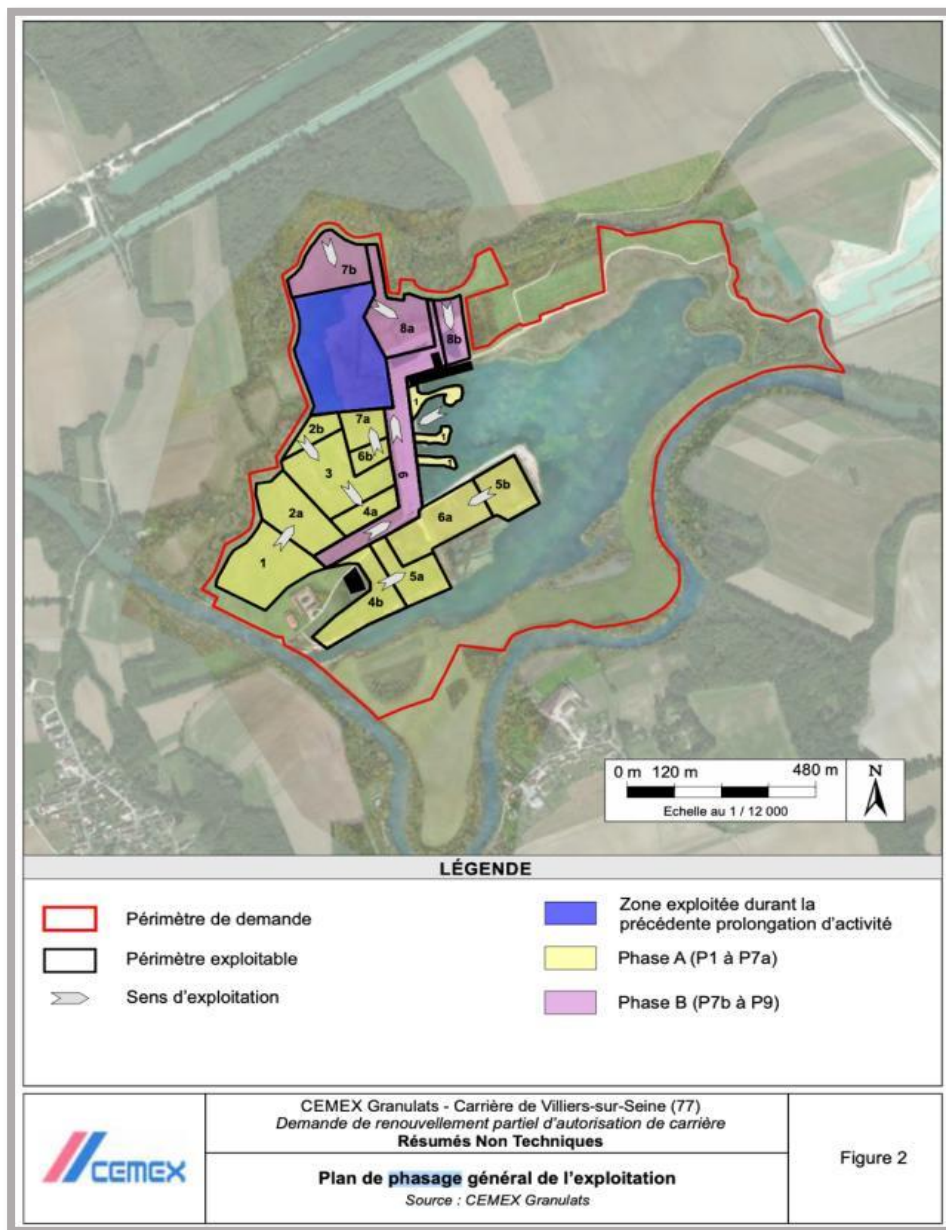 7b
8a
8b
1
7a
2b
6b
1
3
9
1
5b
2a
4a
6a
1
5a
4b
0 m 120 m 480 m
N
Echelle au 1 / 12 000
LÉGENDE
Périmètre de demande
Périmètre exploitable
Sens d'exploitation
Zone exploitée durant la
précédente prolongation d'activité
Phase A (P1 à P7a)
Phase B (P7b à P9)
CEMEX
CEMEX Granulats - Carrière de Villiers-sur-Seine (77)
Demande de renouvellement partiel d'autorisation de carrière
Résumés Non Techniques
Plan de phasage général de l'exploitation
Source : CEMEX Granulats
Figure 2